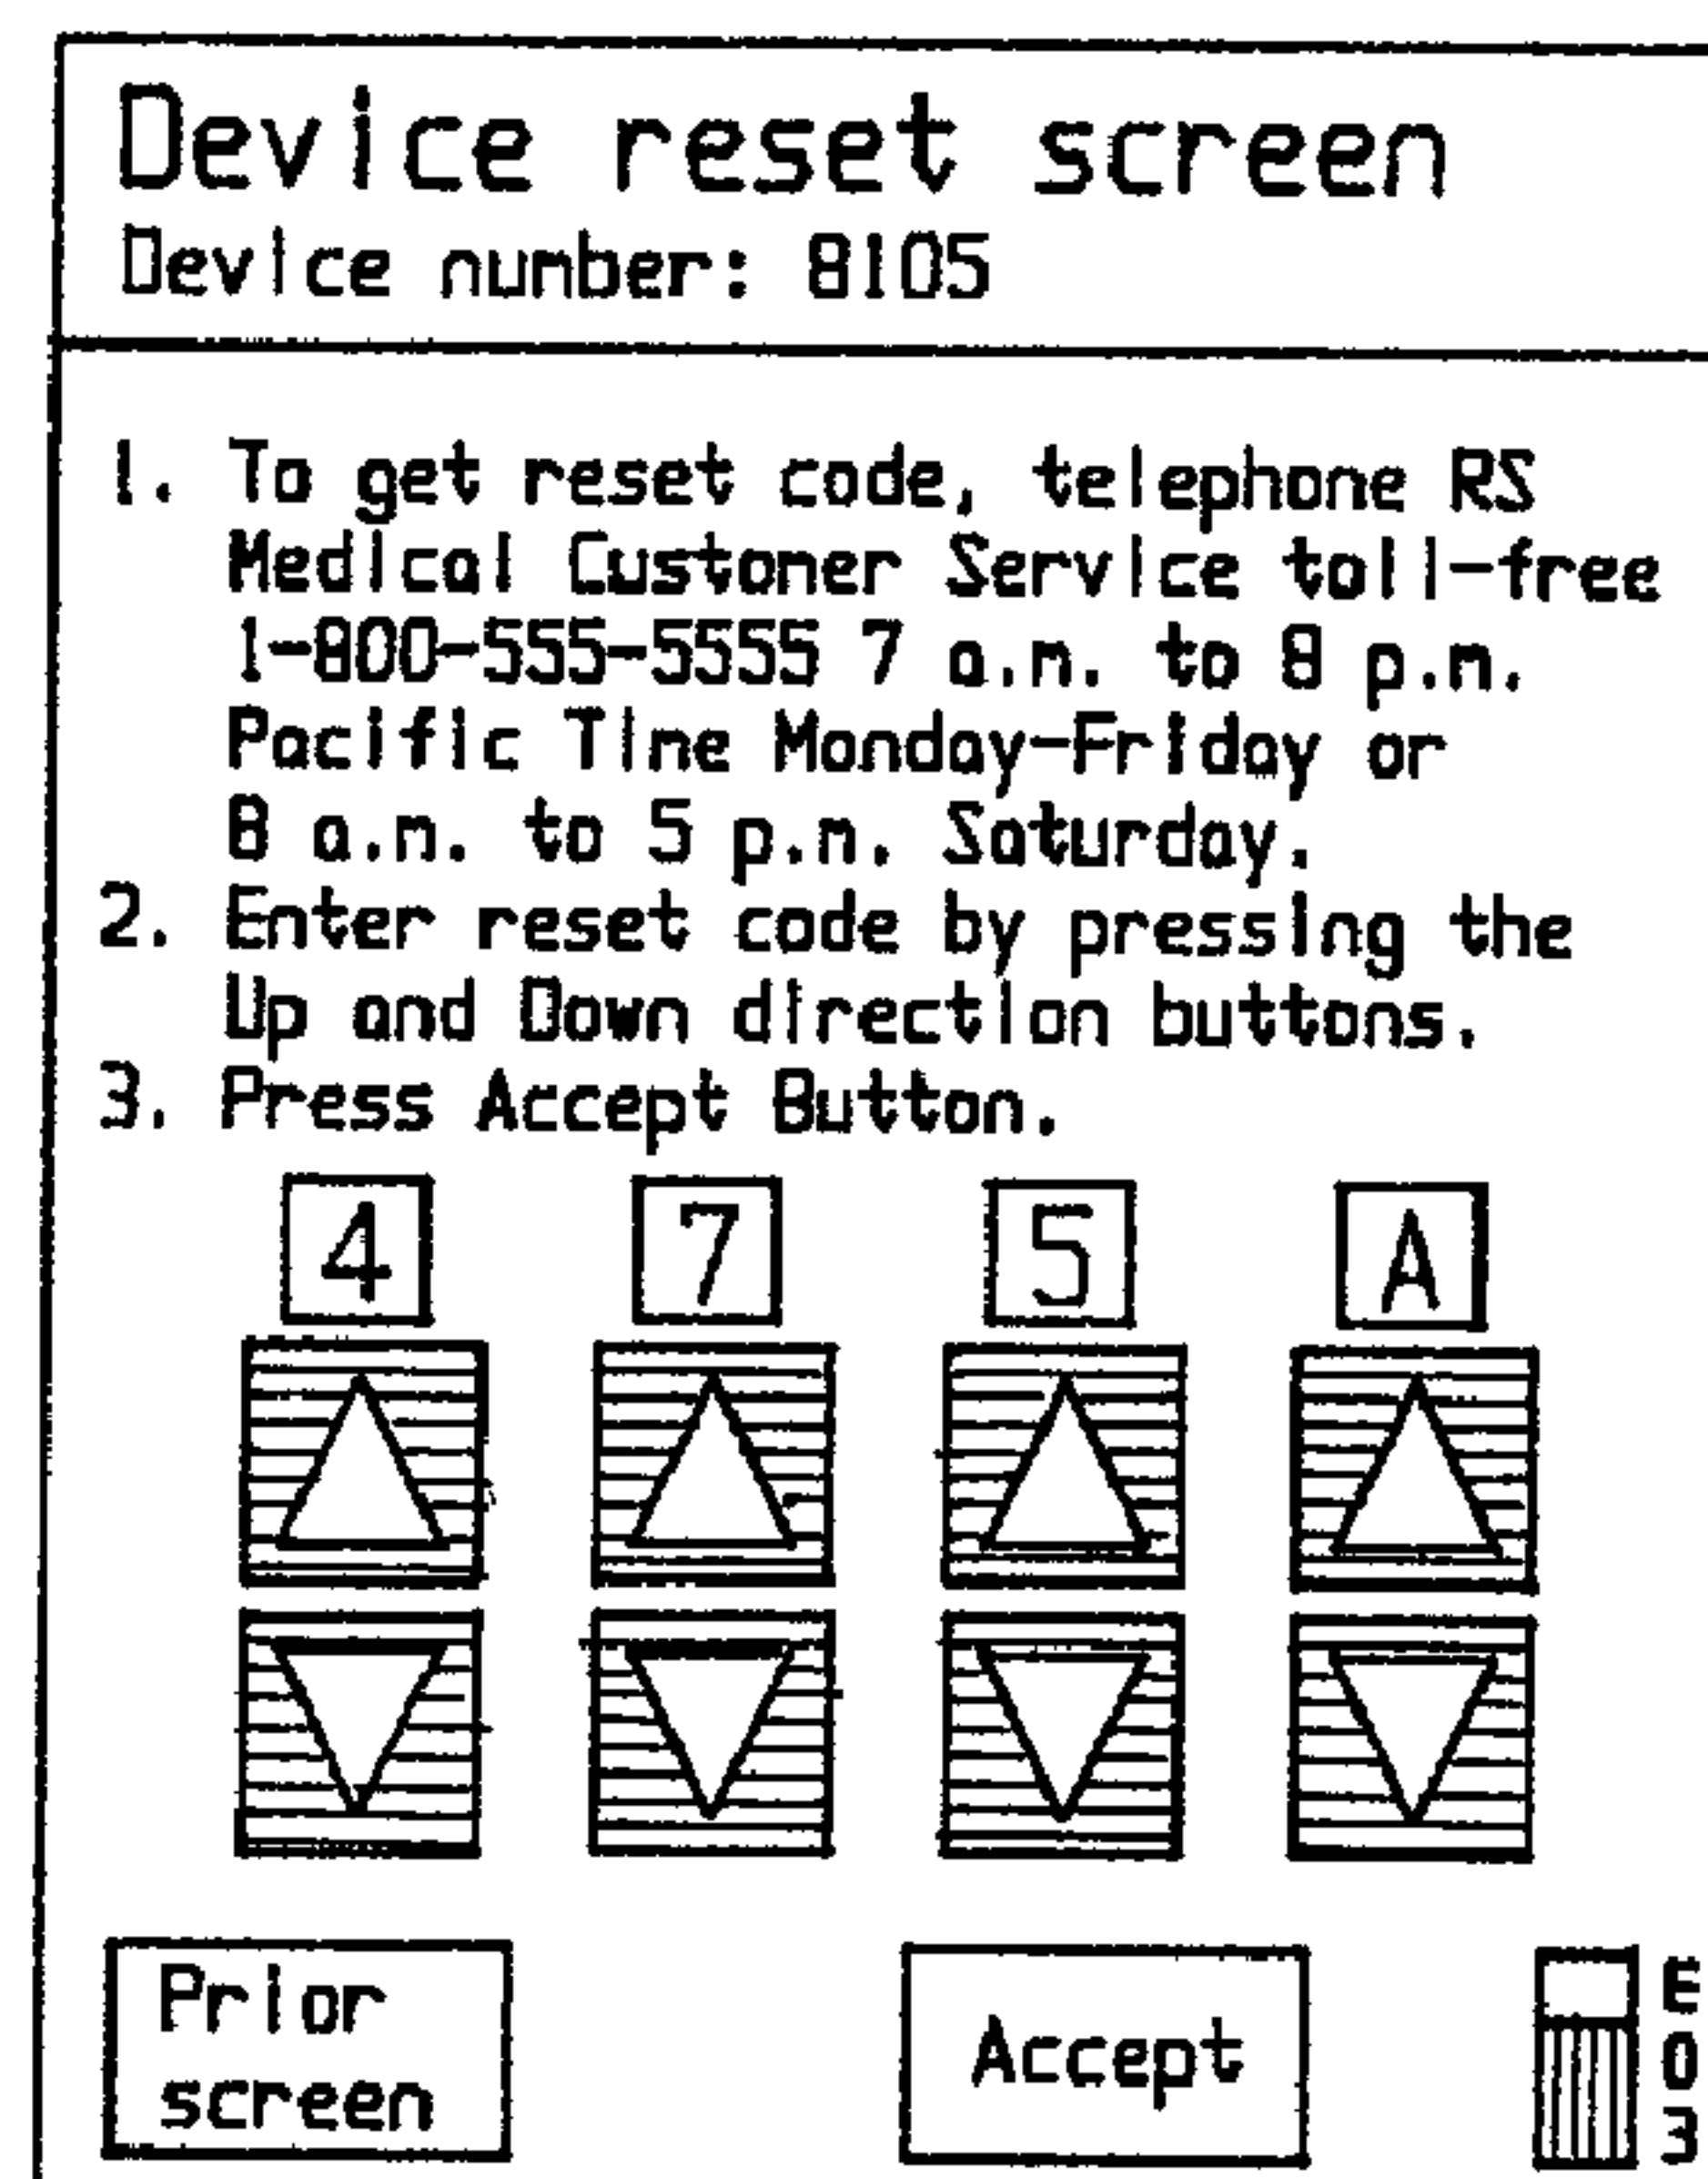 Device reset screen
Device number: 8105
1. To get reset code, telephone RS
Medical Customer Service toll-free
1-800-555-5555 7 a.m. to 8 p.m.
Pacific Time Monday-Friday or
8 a.m. to 5 p.m. Saturday.
2. Enter reset code by pressing the
Up and Down direction buttons.
3. Press Accept Button.
4 7 5 A
Prior
screen
Accept
E
0
3